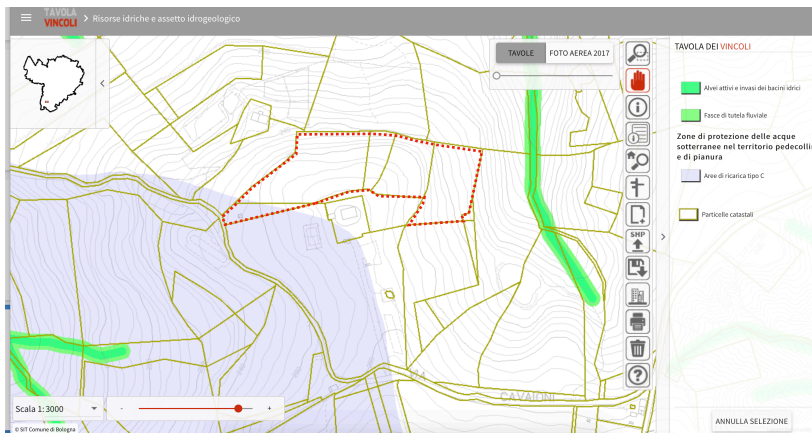 TAVOLA
VINCOLI
Risorse idriche e assetto idrogeologico
TAVOLE
FOTO AEREA 2017
SHP
TAVOLA DEI VINCOLI
Alvei attivi e invasi dei bacini idrici
Fasce di tutela fluviale
Zone di protezione delle acque
sotterranee nel territorio pedecollin
e di pianura
Aree di ricarica tipo C
Particelle catastali
VIA
CAVAIONI
Scala 1:3000
-
+
© SIT Comune di Bologna
ANNULLA SELEZIONE